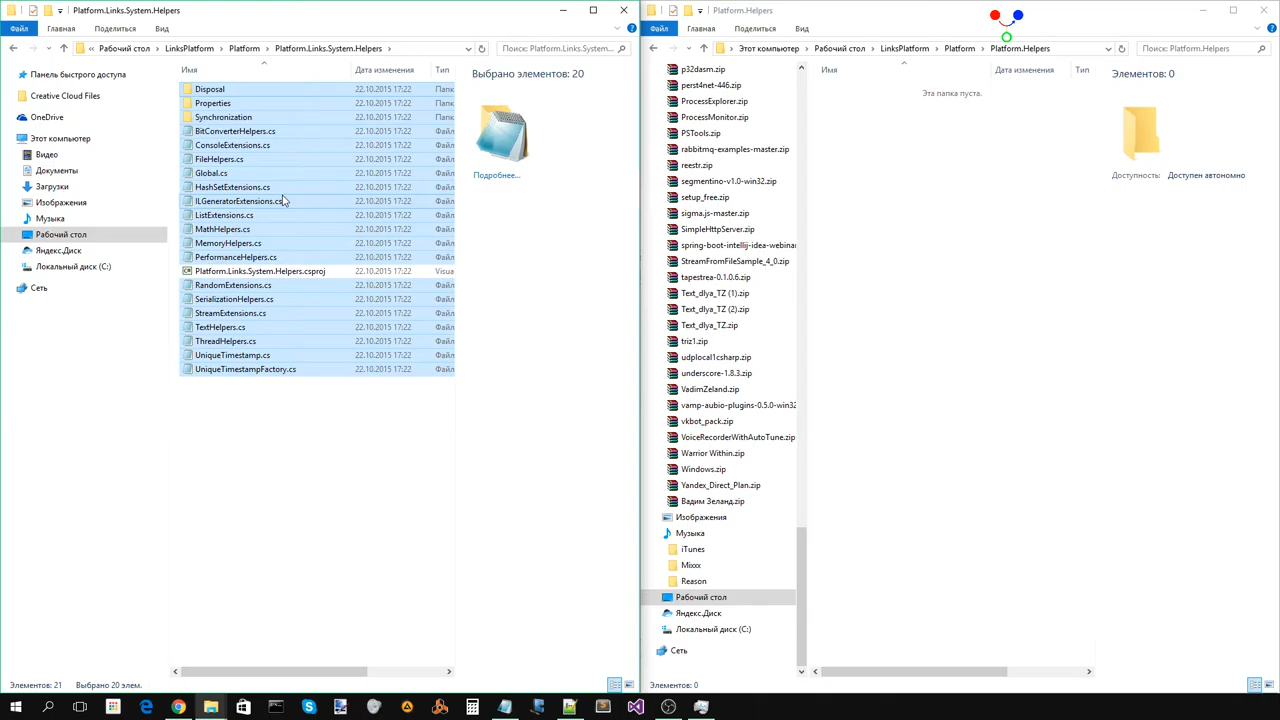 Platform.Links.System.Helpers
Файл
Главная
Поделиться
Вид
Рабочий стол
LinksPlatform
Platform
Platform.Links.System.Helpers
Поиск: Platform.Links.System....
Панель быстрого доступа
Creative Cloud Files
OneDrive
Этот компьютер
Видео
Документы
Загрузки
Изображения
Музыка
Рабочий стол
Яндекс.Диск
Локальный диск (C:)
Сеть
Имя Дата изменения Тип
Disposal 22.10.2015 17:22 Папк
Properties 22.10.2015 17:22 Папк
Synchronization 22.10.2015 17:22 Папк
BitConverterHelpers.cs 22.10.2015 17:22 Файл
ConsoleExtensions.cs 22.10.2015 17:22 Файл
FileHelpers.cs 22.10.2015 17:22 Файл
Global.cs 22.10.2015 17:22 Файл
HashSetExtensions.cs 22.10.2015 17:22 Файл
ILGeneratorExtensions.cs 22.10.2015 17:22 Файл
ListExtensions.cs 22.10.2015 17:22 Файл
MathHelpers.cs 22.10.2015 17:22 Файл
MemoryHelpers.cs 22.10.2015 17:22 Файл
PerformanceHelpers.cs 22.10.2015 17:22 Файл
Platform.Links.System.Helpers.csproj 22.10.2015 17:22 Visua
RandomExtensions.cs 22.10.2015 17:22 Файл
SerializationHelpers.cs 22.10.2015 17:22 Файл
StreamExtensions.cs 22.10.2015 17:22 Файл
TextHelpers.cs 22.10.2015 17:22 Файл
ThreadHelpers.cs 22.10.2015 17:22 Файл
UniqueTimestamp.cs 22.10.2015 17:22 Файл
UniqueTimestampFactory.cs 22.10.2015 17:22 Файл
Выбрано элементов: 20
Подробнее...
Элементов: 21 Выбрано 20 элем.
Platform.Helpers
Файл
Главная
Поделиться
Вид
Этот компьютер
Рабочий стол
LinksPlatform
Platform
Platform.Helpers
Поиск: Platform.Helpers
p32dasm.zip
perst4net-446.zip
ProcessExplorer.zip
ProcessMonitor.zip
PSTools.zip
rabbitmq-examples-master.zip
reestr.zip
segmentino-v1.0-win32.zip
setup_free.zip
sigma.js-master.zip
SimpleHttpServer.zip
spring-boot-intellij-idea-webinar
StreamFromFileSample_4_0.zip
tapestrea-0.1.0.6.zip
Text_dlya_TZ (1).zip
Text_dlya_TZ (2).zip
Text_dlya_TZ.zip
triz1.zip
udplocal1csharp.zip
underscore-1.8.3.zip
VadimZeland.zip
vamp-aubio-plugins-0.5.0-win32
vkbot_pack.zip
VoiceRecorderWithAutoTune.zip
Warrior Within.zip
Windows.zip
Yandex_Direct_Plan.zip
Вадим Зеланд.zip
Изображения
Музыка
iTunes
Mixxx
Reason
Рабочий стол
Яндекс.Диск
Локальный диск (C:)
Сеть
Имя Дата изменения Тип
Эта папка пуста.
Элементов: 0
Доступность: Доступен автономно
Элементов: 0